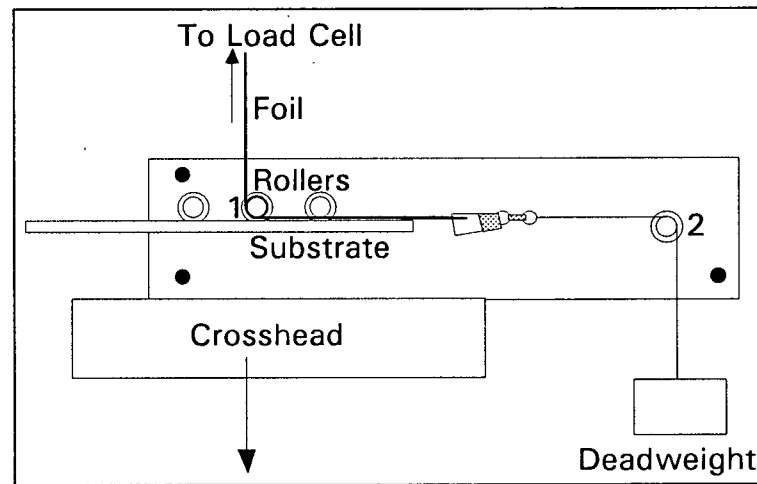 To Load Cell
Foil
Rollers
1
2
Substrate
Crosshead
Deadweight